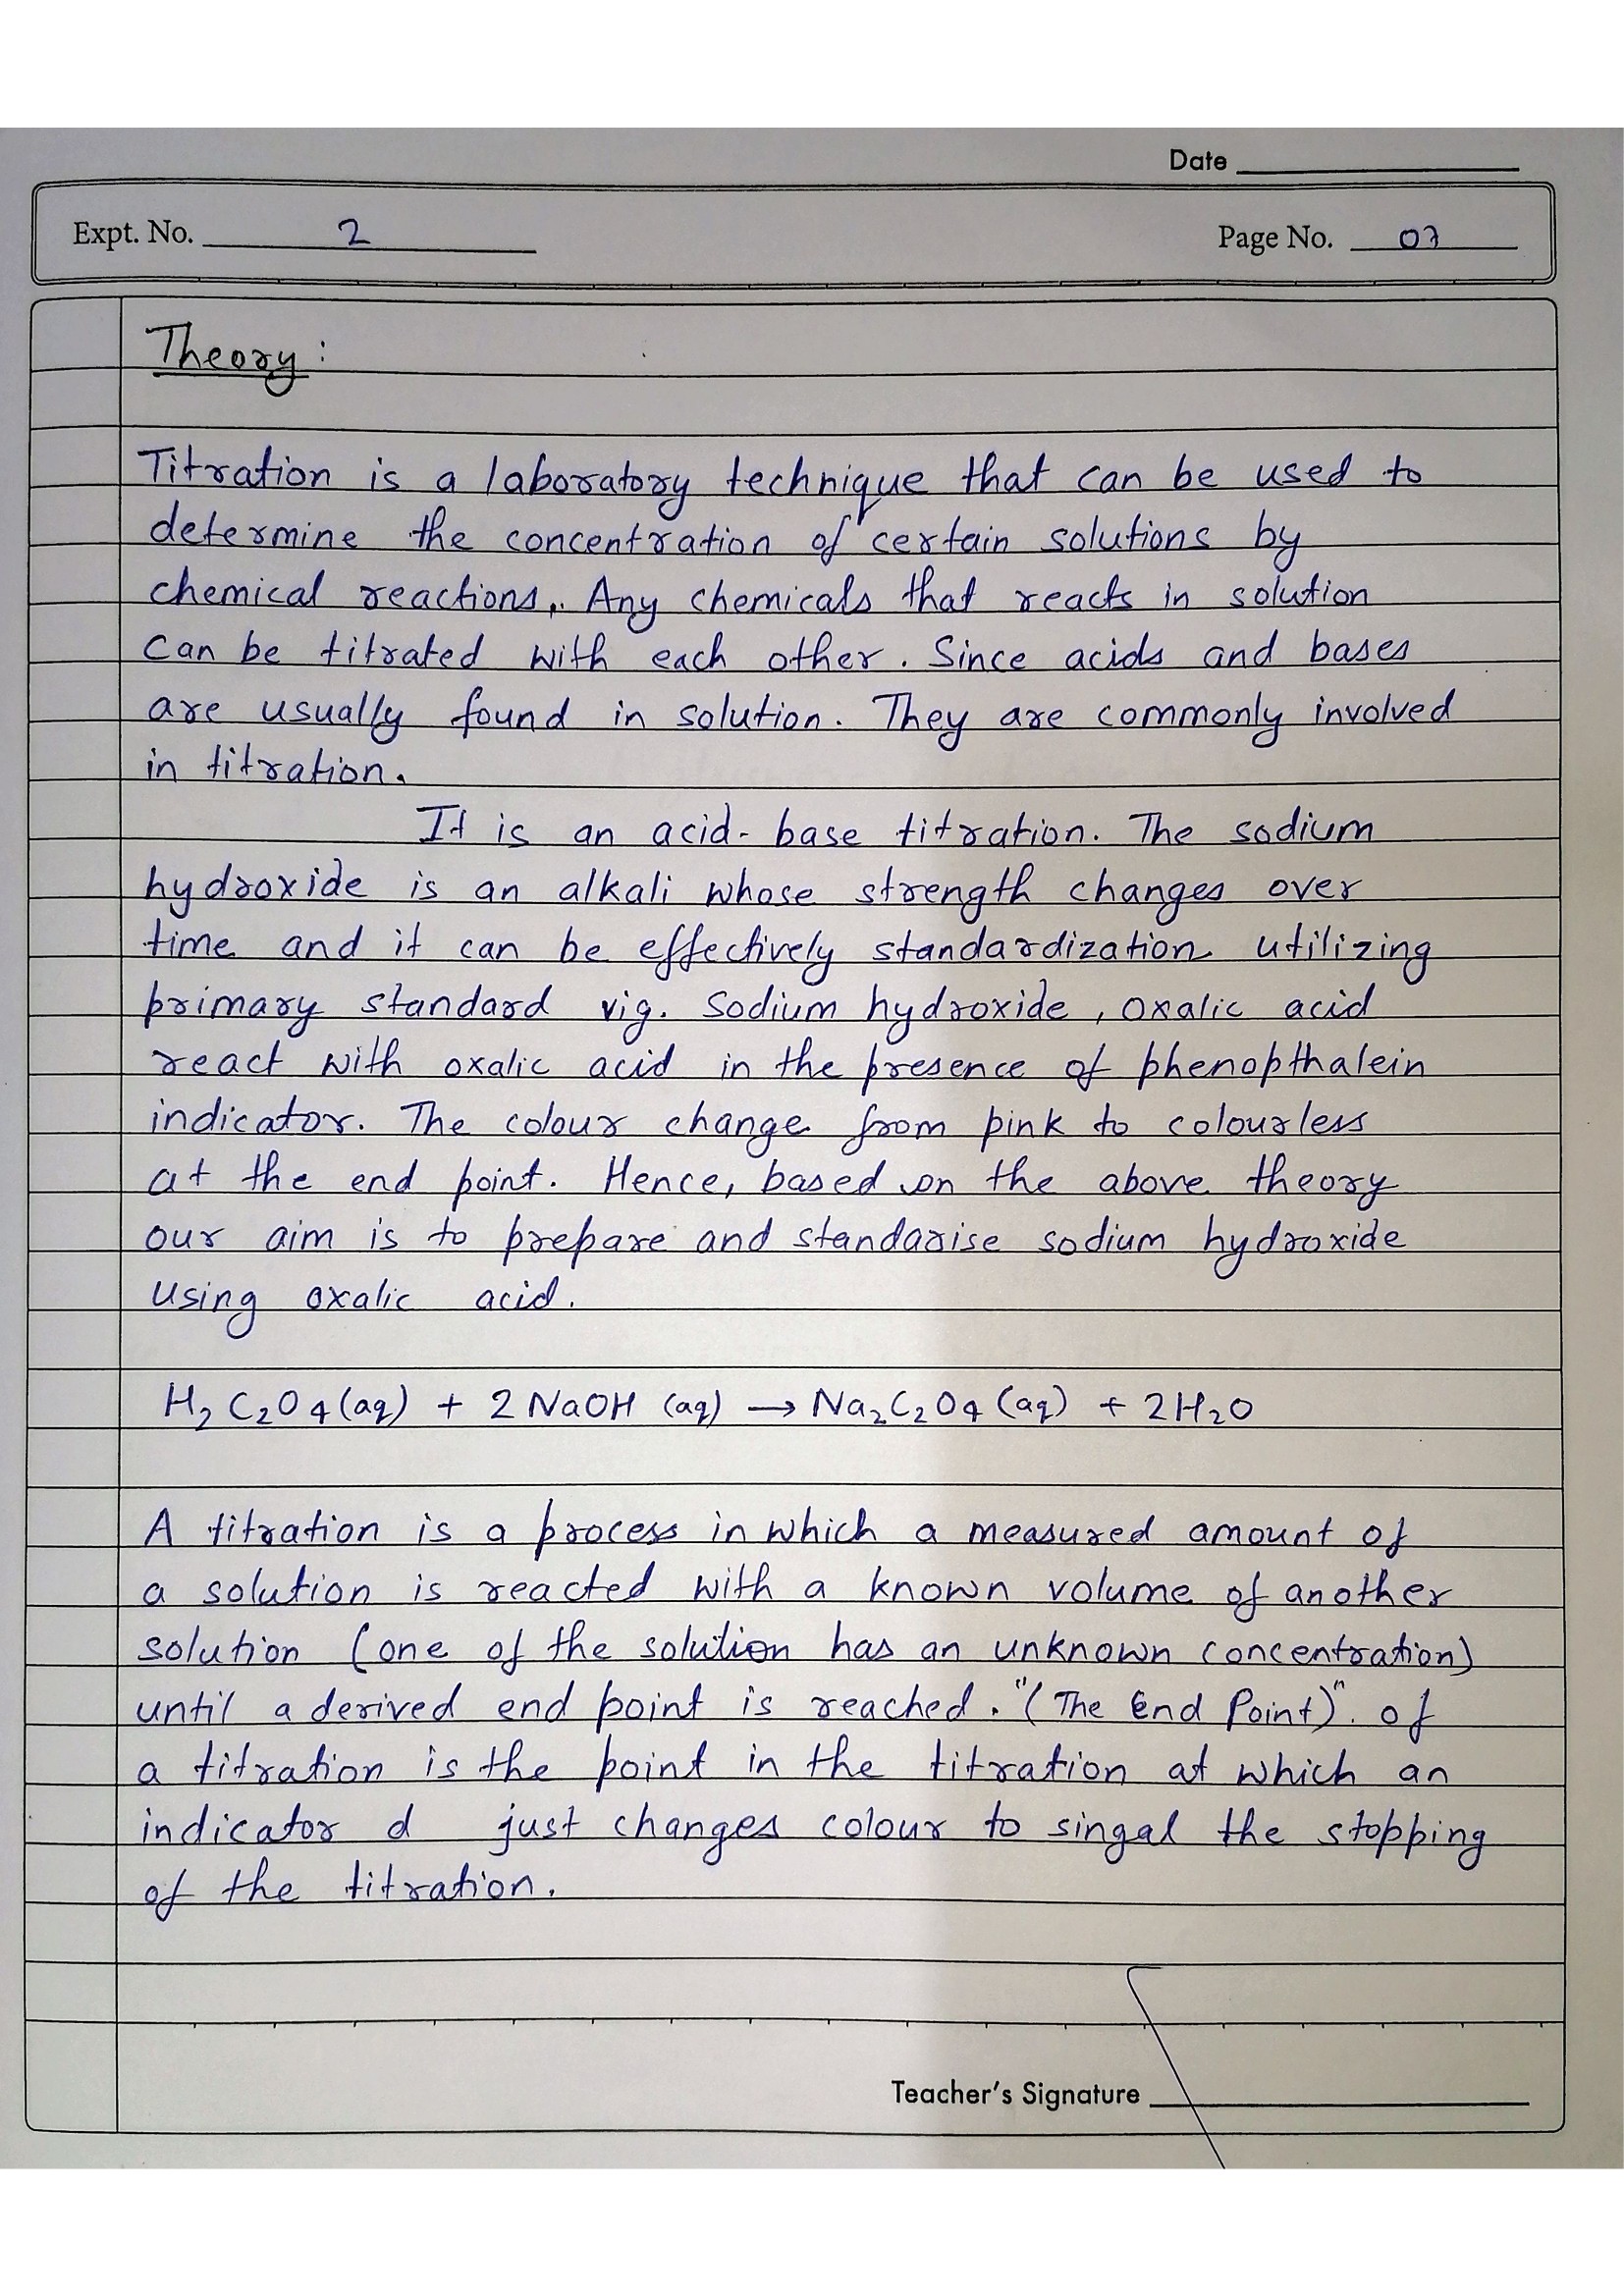 Date
Expt. No. 2
Page No. 07
Theory:
Titration is a laboratory technique that can be used to
determine the concentration of certain solutions by
chemical reactions,. Any chemicals that reacts in solution
can be titrated with each other. Since acids and bases
are usually found in solution. They are commonly involved
in titration.
It is an acid-base titration. The sodium
hydroxide is an alkali whose strength changes over
time and it can be effectively standardization utilizing
primary standard vig. Sodium hydroxide, oxalic acid
react with oxalic acid in the presence of phenopthalein
indicator. The colour change from pink to colourless
at the end point. Hence, based on the above theory
our aim is to prepare and standarise sodium hydroxide
using oxalic acid.
H₂C₂O₄(aq) + 2 NaOH (aq) → Na₂C₂O₄(aq) + 2H₂O
A titration is a process in which a measured amount of
a solution is reacted with a known volume of another
solution (one of the solution has an unknown concentration)
until a derived end point is reached. "(The End Point)". of
a titration is the point in the titration at which an
indicator d just changes colour to singal the stopping
of the titration.
Teacher's Signature